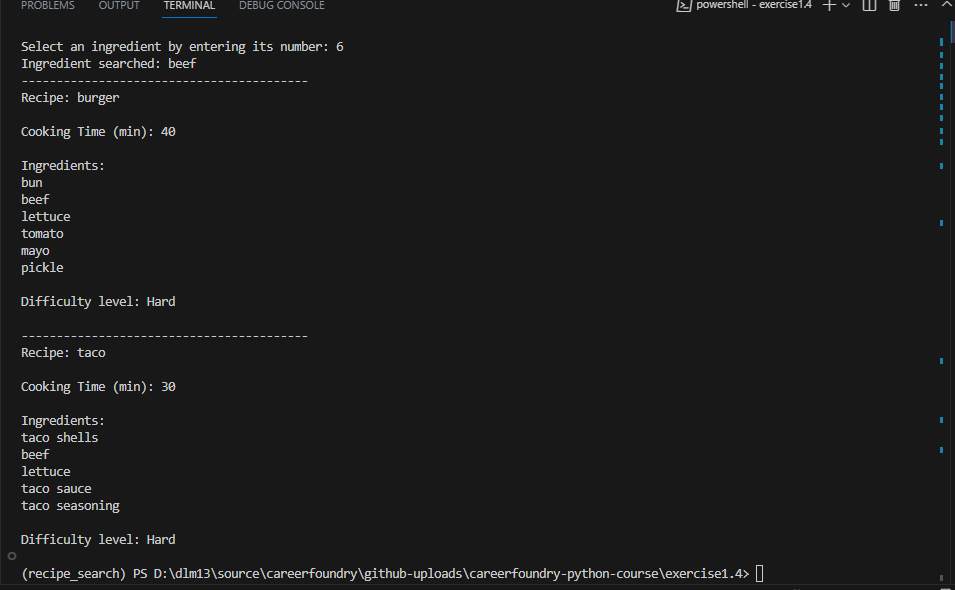 PROBLEMS OUTPUT TERMINAL DEBUG CONSOLE powershell - exercise1.4
Select an ingredient by entering its number: 6
Ingredient searched: beef
-----------------------------------------
Recipe: burger
Cooking Time (min): 40
Ingredients:
bun
beef
lettuce
tomato
mayo
pickle
Difficulty level: Hard
-----------------------------------------
Recipe: taco
Cooking Time (min): 30
Ingredients:
taco shells
beef
lettuce
taco sauce
taco seasoning
Difficulty level: Hard
(recipe_search) PS D:\dlm13\source\careerfoundry\github-uploads\careerfoundry-python-course\exercise1.4>